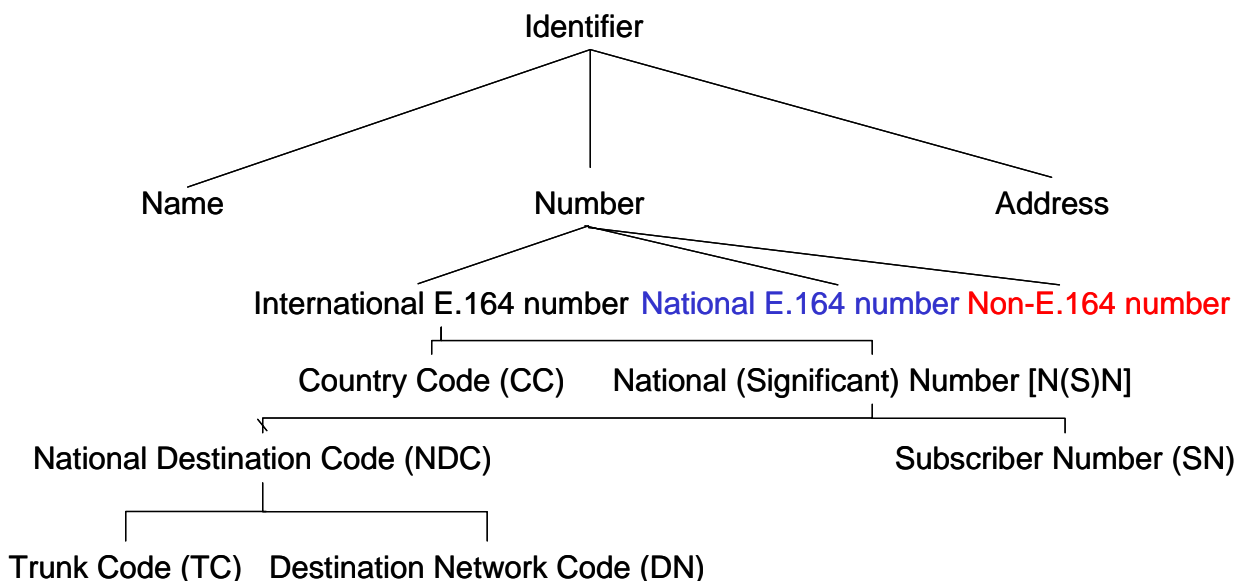 Identifier
Name Number Address
International E.164 number National E.164 number Non-E.164 number
Country Code (CC) National (Significant) Number [N(S)N]
National Destination Code (NDC) Subscriber Number (SN)
Trunk Code (TC) Destination Network Code (DN)